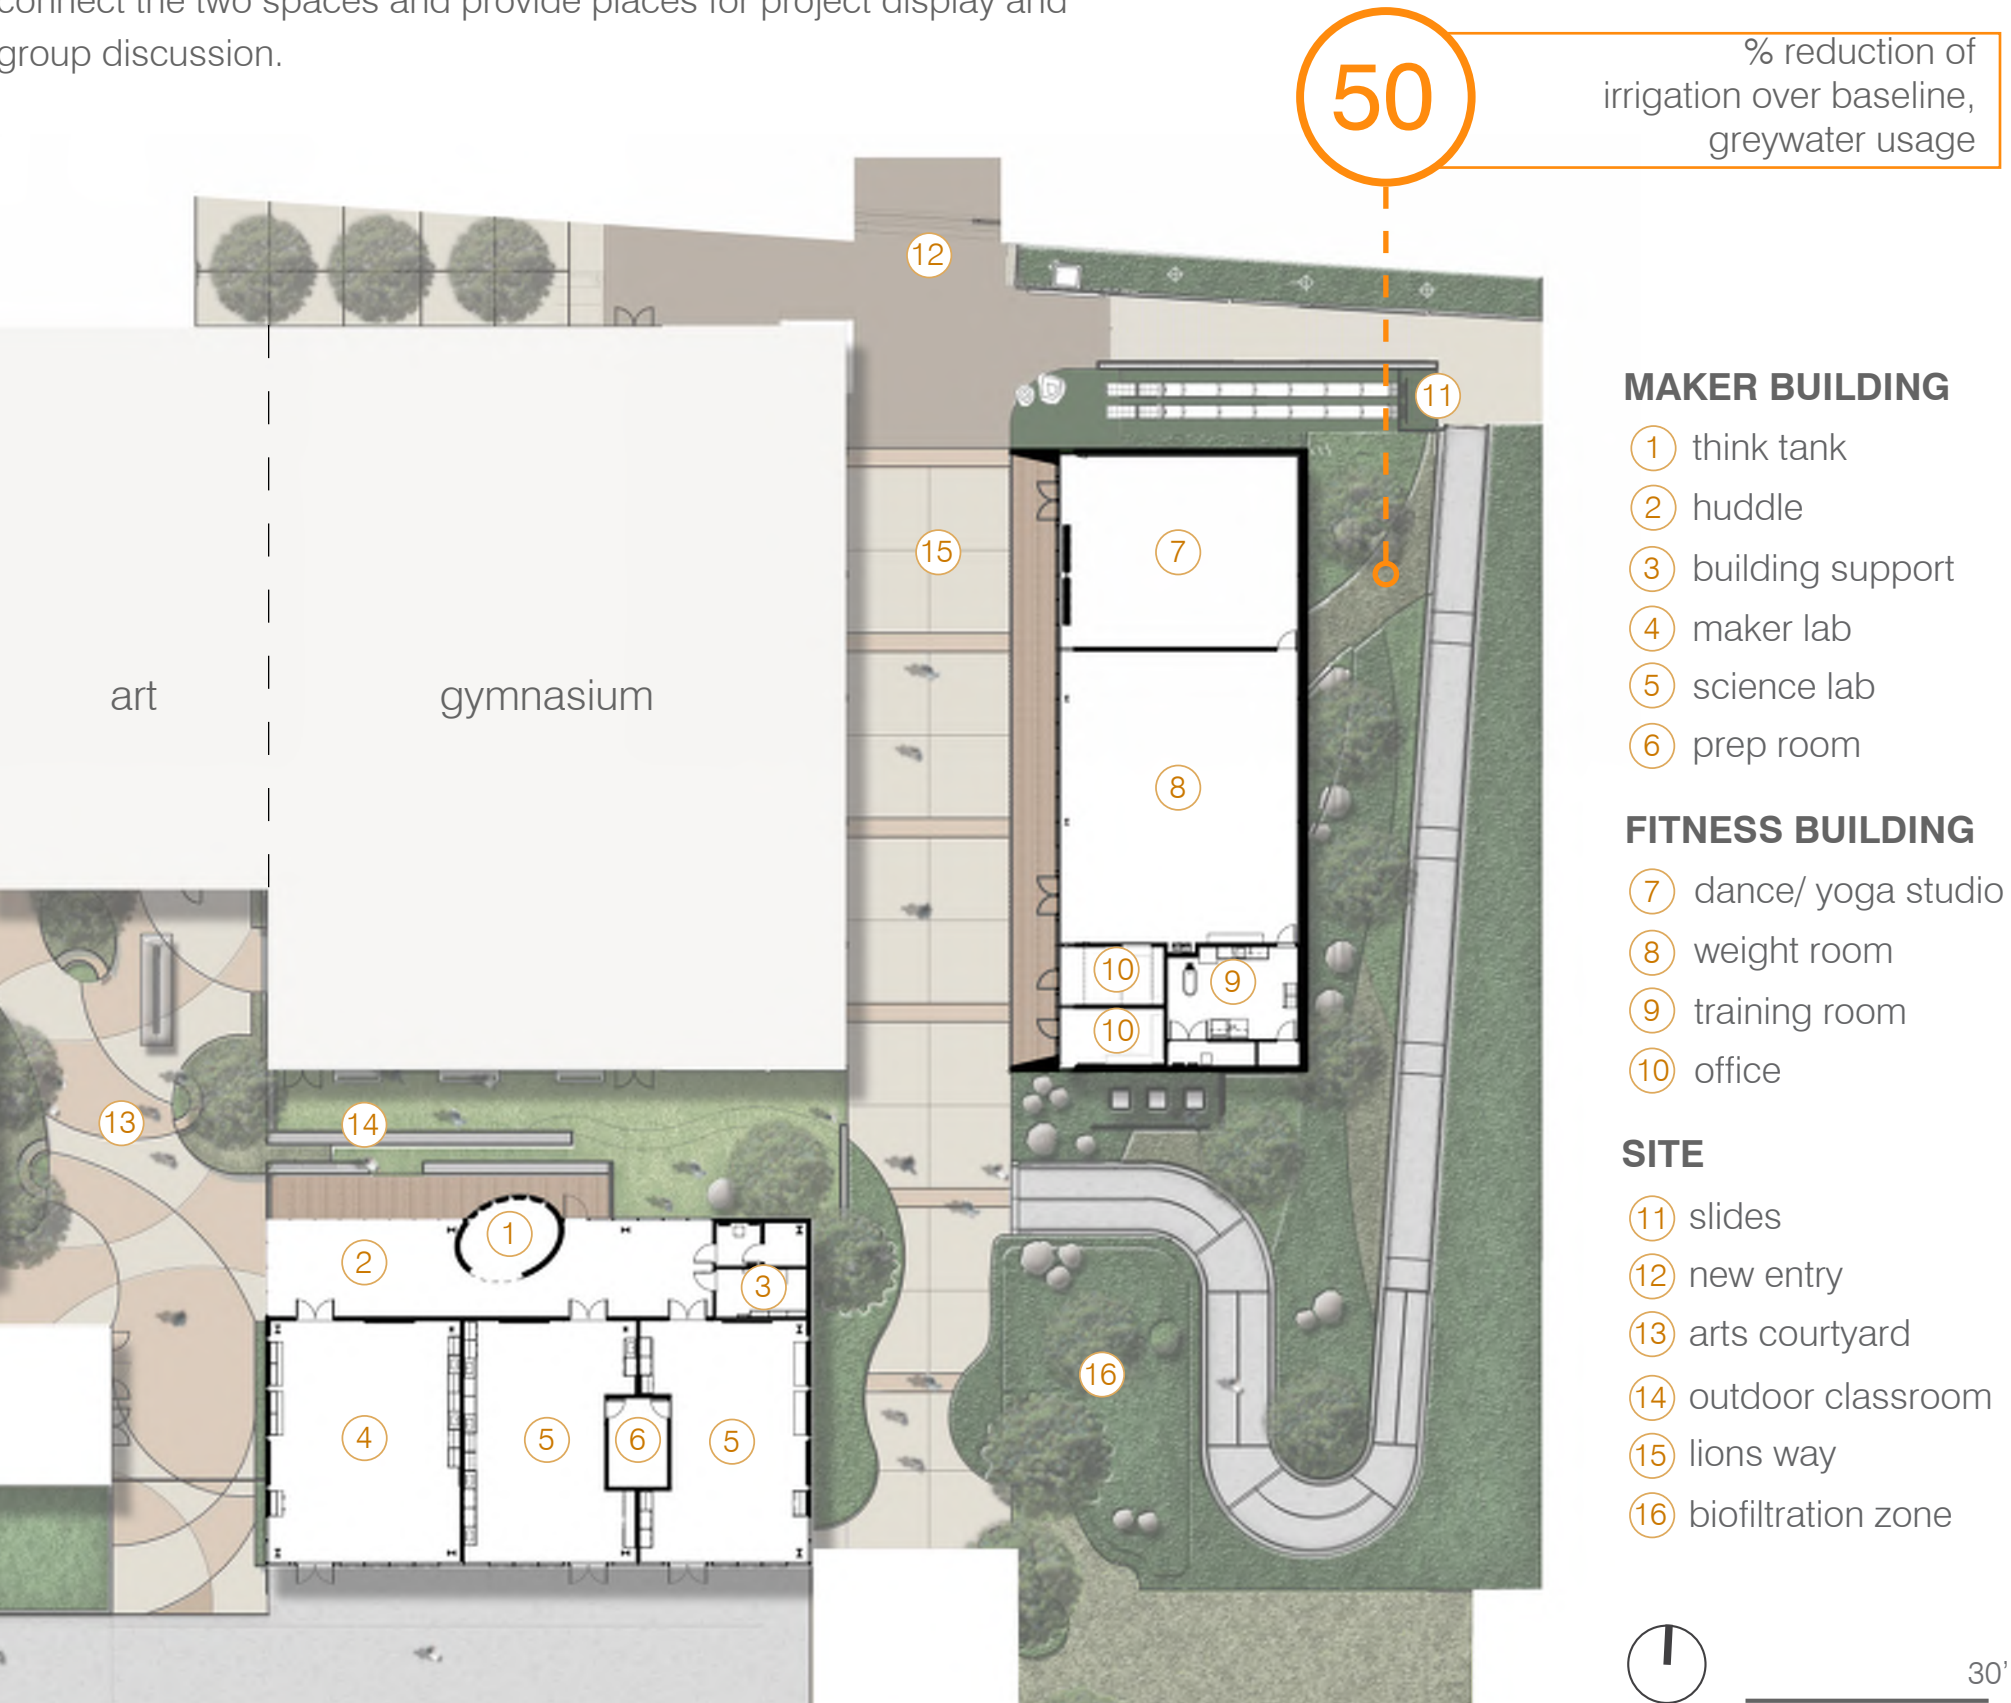 connect the two spaces and provide places for project display and
group discussion.
50
% reduction of
irrigation over baseline,
greywater usage
12
11
15
7
art
gymnasium
8
10
9
10
13
14
1
2
3
16
4
5
6
5
MAKER BUILDING
1 think tank
2 huddle
3 building support
4 maker lab
5 science lab
6 prep room
FITNESS BUILDING
7 dance/ yoga studio
8 weight room
9 training room
10 office
SITE
11 slides
12 new entry
13 arts courtyard
14 outdoor classroom
15 lions way
16 biofiltration zone
30'